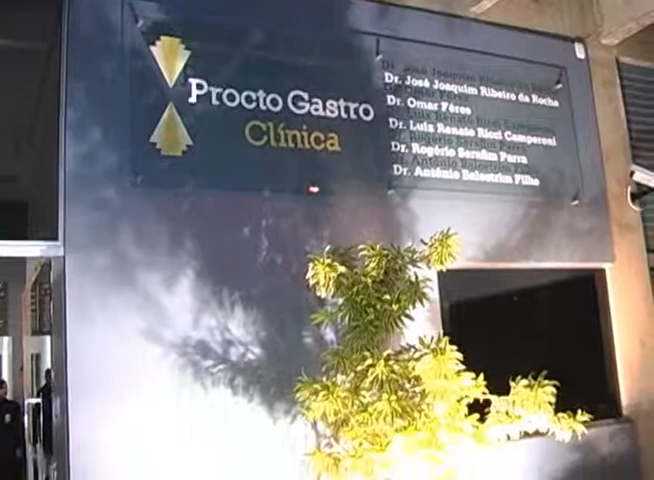 Procto Gastro
Clínica
Dr. José Joaquim Ribeiro da Rocha
Dr. Omar Féres
Dr. Luiz Renato Ricci Camperoni
Dr. Rogério Serafim Parra
Dr. Antônio Balestrim Filho